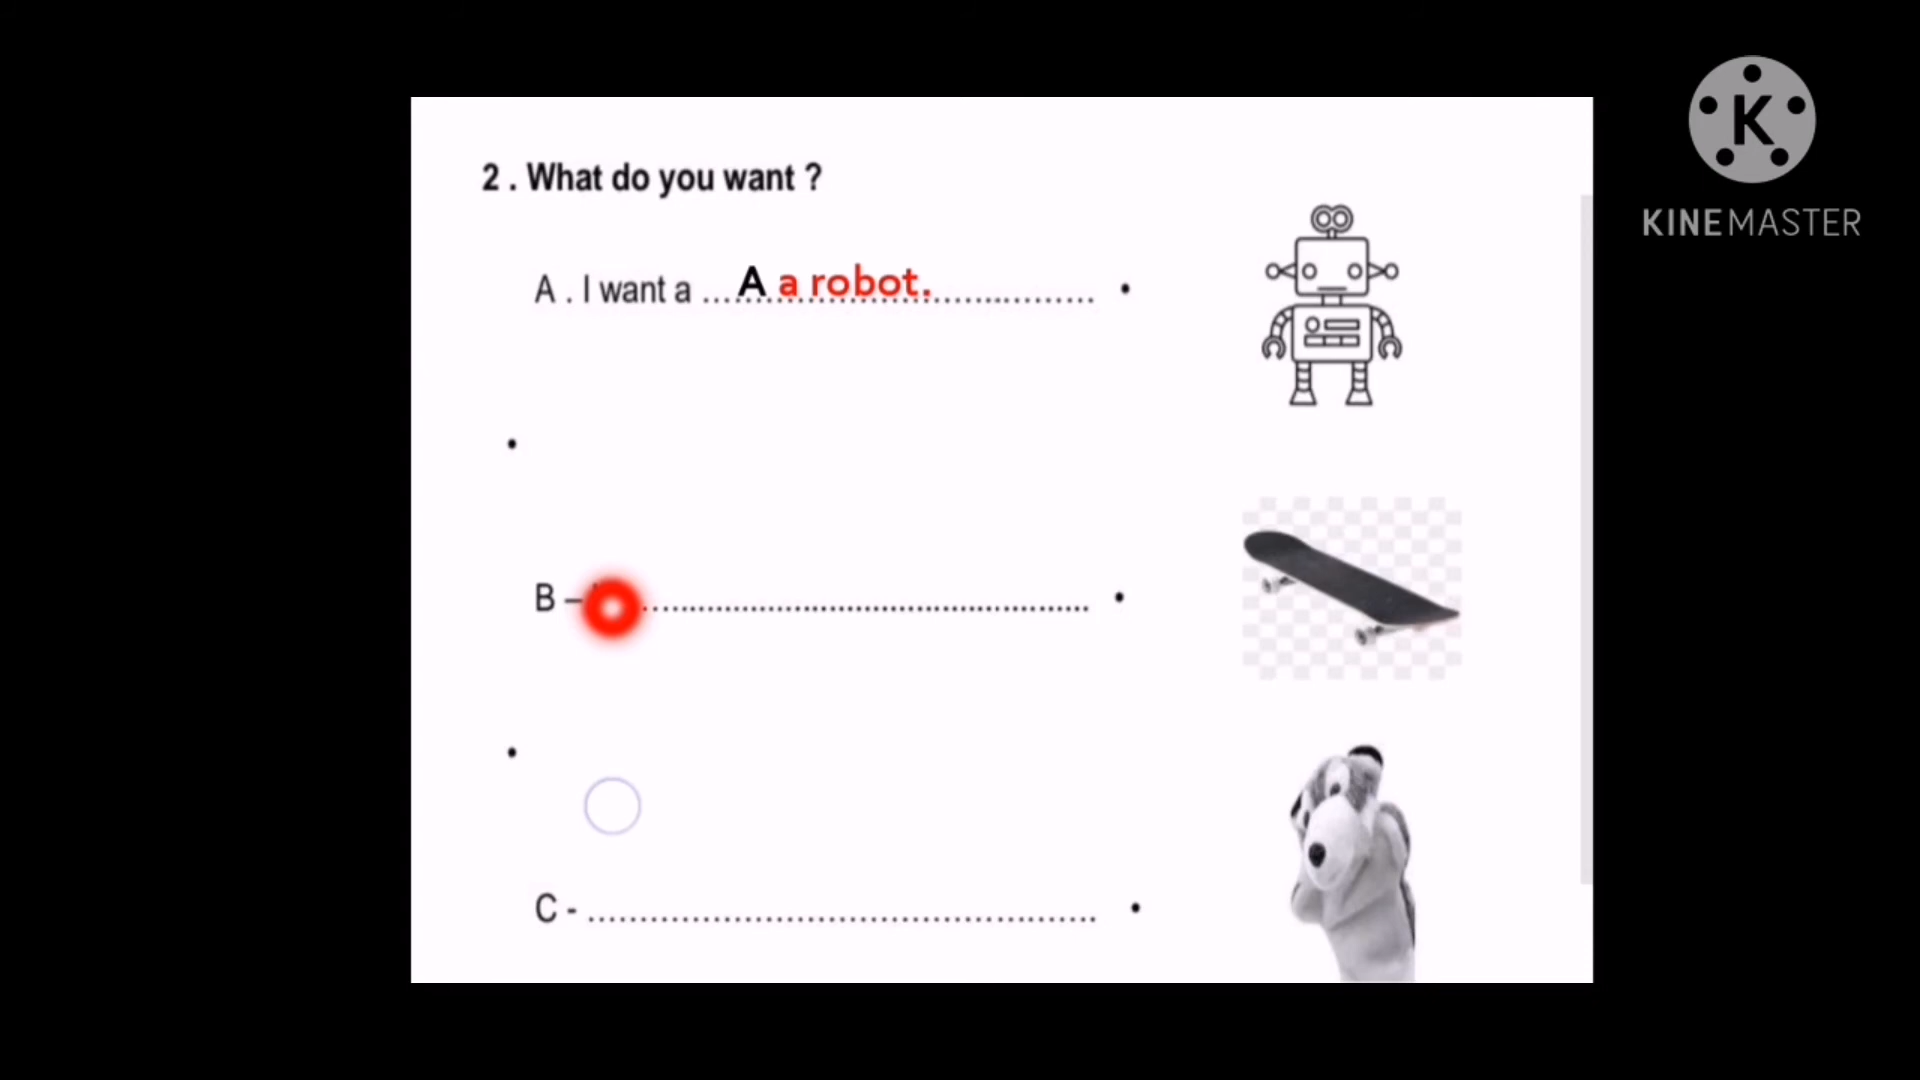 2 . What do you want ?
A . I want a ... A a robot. .................. •
•
B – ............................................... •
•
C - ................................................. •
K
KINEMASTER